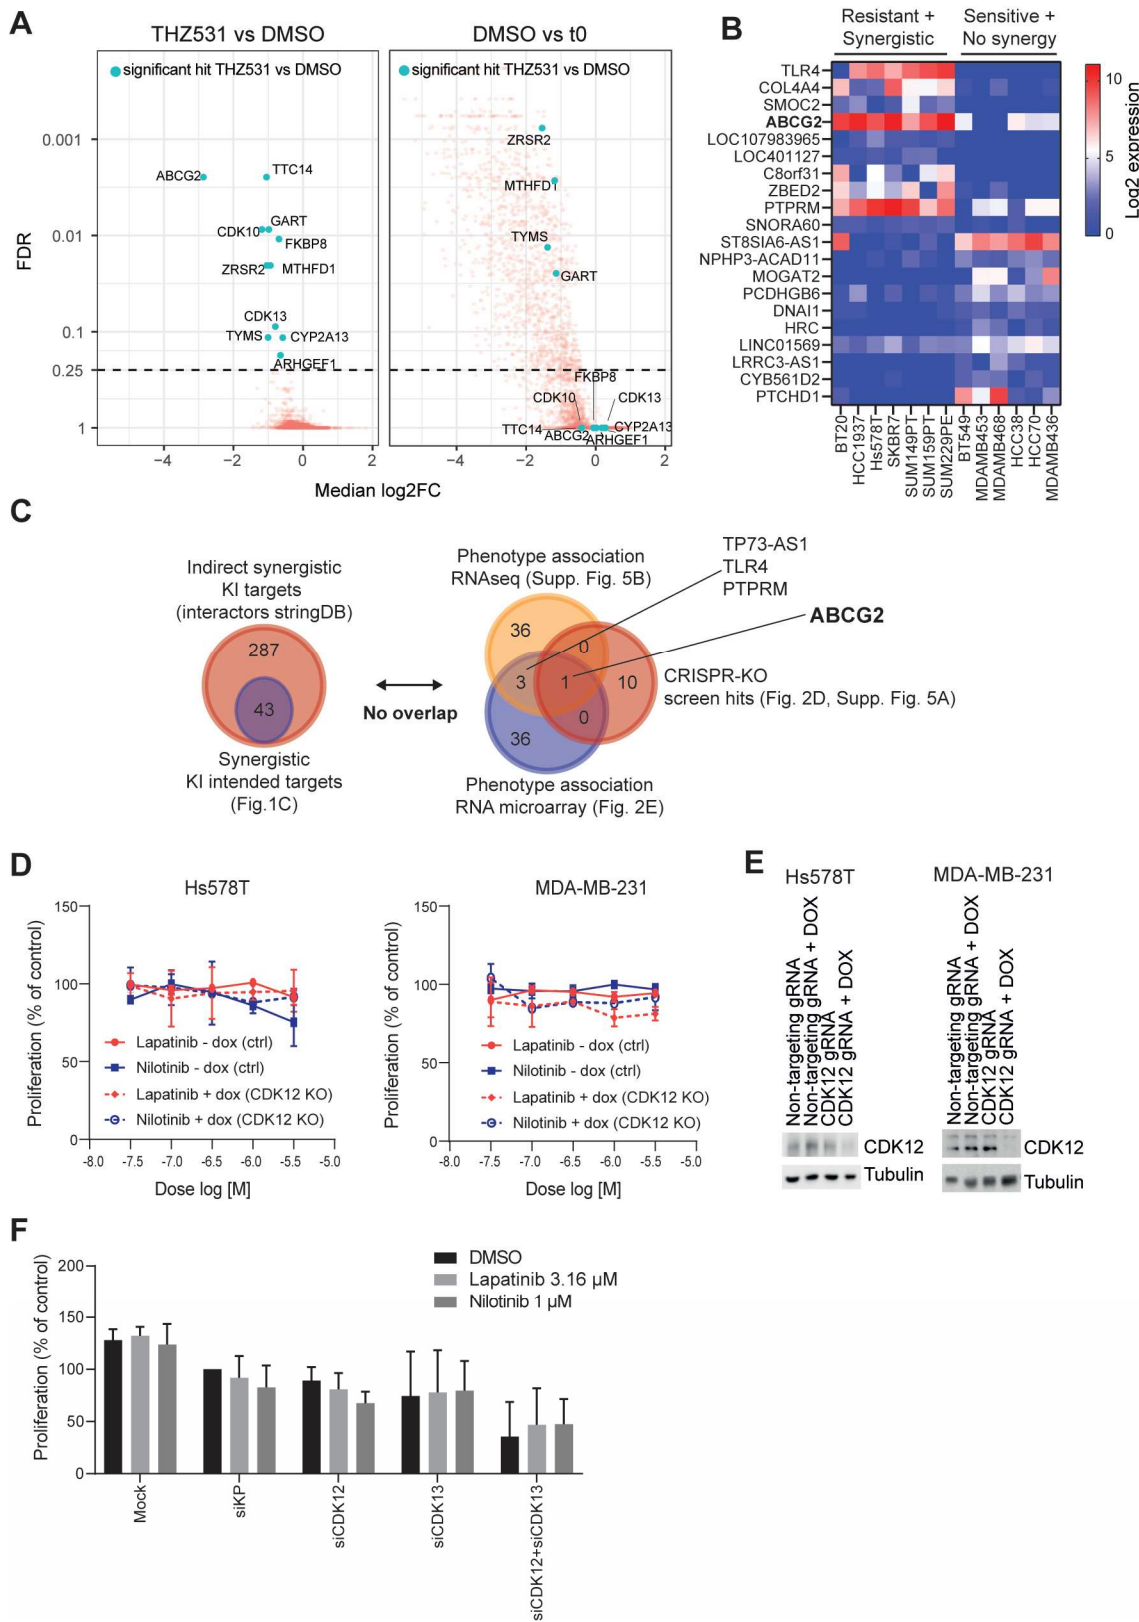 A
THZ531 vs DMSO
DMSO vs t0
significant hit THZ531 vs DMSO
significant hit THZ531 vs DMSO
FDR
0.001
0.01
0.1
0.25
1
ABCG2
TTC14
CDK10
GART
FKBP8
ZRSR2
MTHFD1
CDK13
TYMS
CYP2A13
ARHGEF1
ZRSR2
MTHFD1
TYMS
GART
FKBP8
CDK10
CDK13
TTC14
ABCG2
CYP2A13
ARHGEF1
-4 -2 0 2
-4 -2 0 2
Median log2FC
B
Resistant + Synergistic
Sensitive + No synergy
TLR4
COL4A4
SMOC2
ABCG2
LOC107983965
LOC401127
C8orf31
ZBED2
PTPRM
SNORA60
ST8SIA6-AS1
NPHP3-ACAD11
MOGAT2
PCDHGB6
DNAI1
HRC
LINC01569
LRRC3-AS1
CYB561D2
PTCHD1
BT20
HCC1937
Hs578T
SKBR7
SUM149PT
SUM159PT
SUM229PE
BT549
MDAMB453
MDAMB468
HCC38
HCC70
MDAMB436
10
5
0
Log2 expression
C
Indirect synergistic
KI targets
(interactors stringDB)
287
43
Synergistic
KI intended targets
(Fig.1C)
No overlap
Phenotype association
RNAseq (Supp. Fig. 5B)
36
0
3
1
10
0
36
TP73-AS1
TLR4
PTPRM
ABCG2
CRISPR-KO
screen hits (Fig. 2D, Supp. Fig. 5A)
Phenotype association
RNA microarray (Fig. 2E)
D
Hs578T
Proliferation (% of control)
150
100
50
0
Lapatinib - dox (ctrl)
Nilotinib - dox (ctrl)
Lapatinib + dox (CDK12 KO)
Nilotinib + dox (CDK12 KO)
-8.0 -7.5 -7.0 -6.5 -6.0 -5.5 -5.0
Dose log [M]
MDA-MB-231
Proliferation (% of control)
150
100
50
0
Lapatinib - dox (ctrl)
Nilotinib - dox (ctrl)
Lapatinib + dox (CDK12 KO)
Nilotinib + dox (CDK12 KO)
-8.0 -7.5 -7.0 -6.5 -6.0 -5.5 -5.0
Dose log [M]
E
Hs578T
Non-targeting gRNA
Non-targeting gRNA + DOX
CDK12 gRNA
CDK12 gRNA + DOX
CDK12
Tubulin
MDA-MB-231
Non-targeting gRNA
Non-targeting gRNA + DOX
CDK12 gRNA
CDK12 gRNA + DOX
CDK12
Tubulin
F
DMSO
Lapatinib 3.16 µM
Nilotinib 1 µM
Proliferation (% of control)
200
150
100
50
0
Mock
siKP
siCDK12
siCDK13
siCDK12+siCDK13